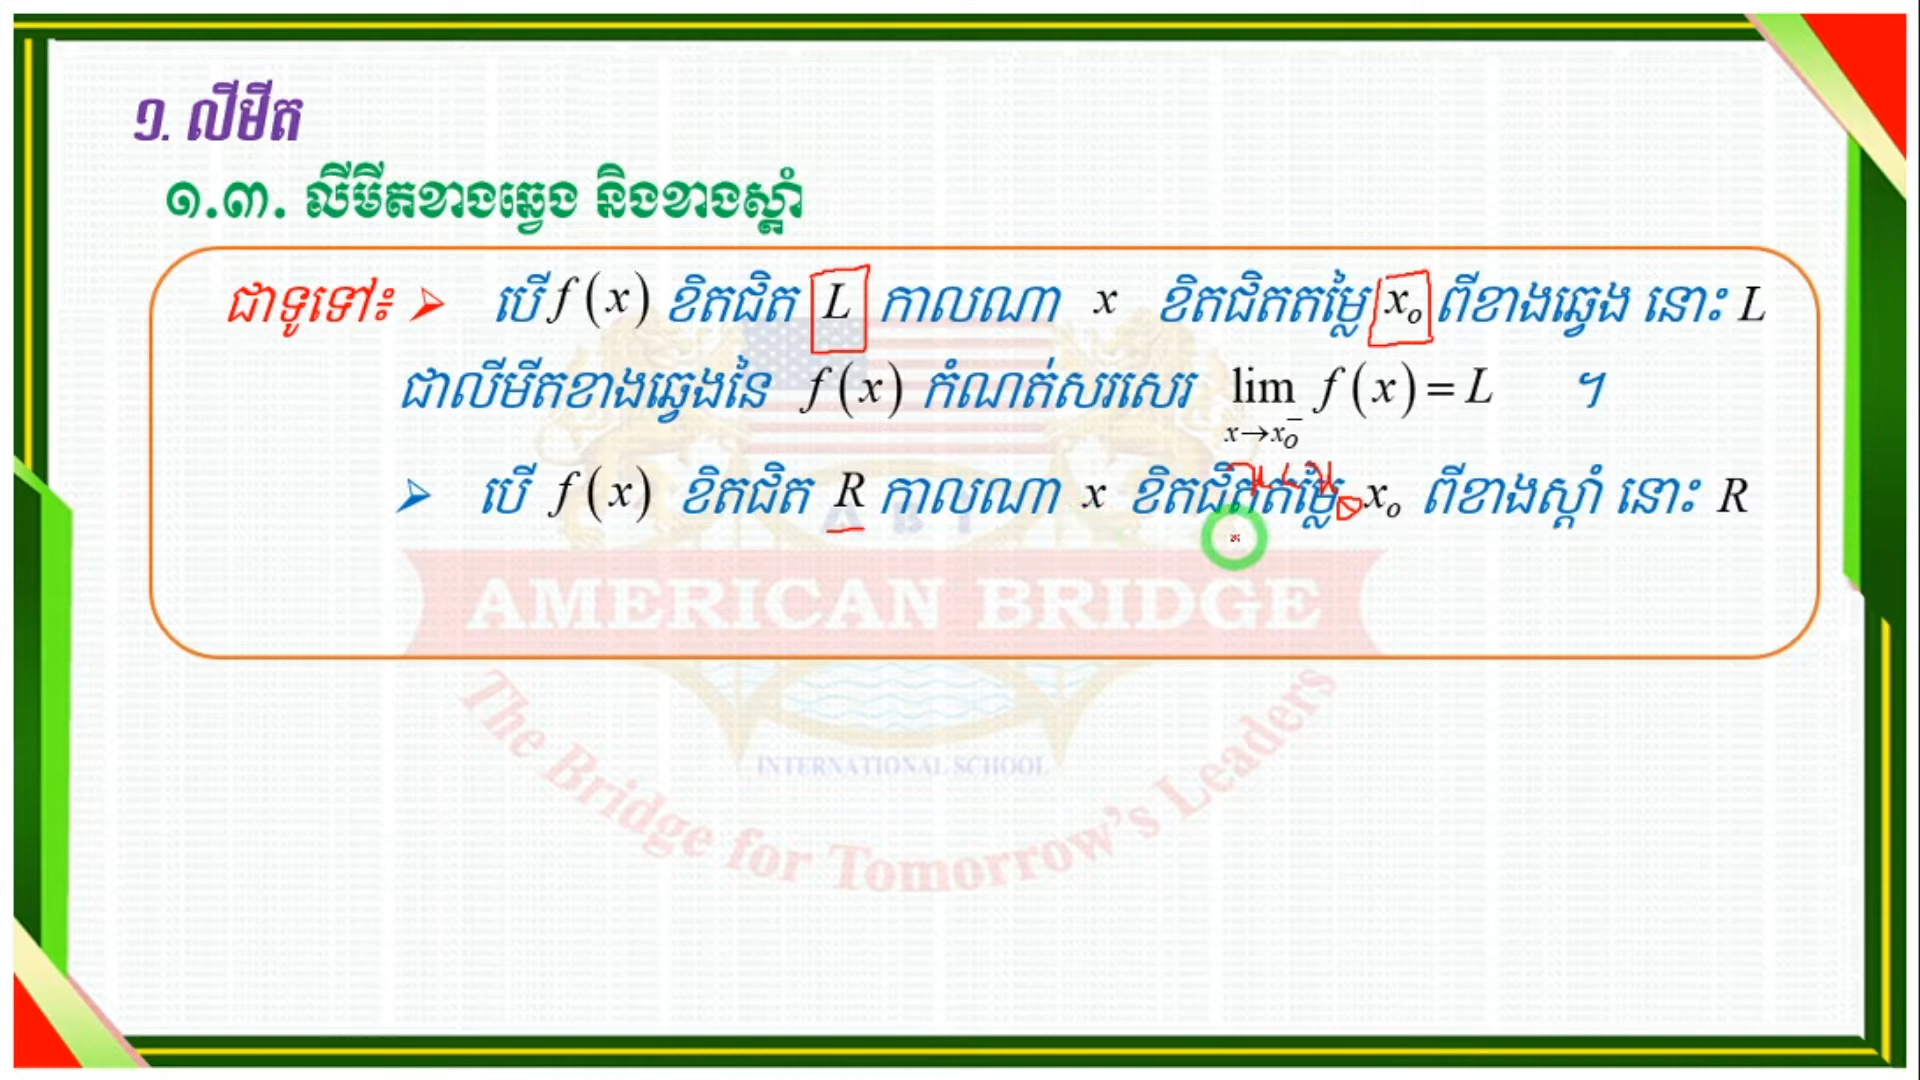 ១. លីមីត
១.៣. លីមីតខាងឆ្វេង និងខាងស្តាំ
ជាទូទៅ៖ ➢ បើ f(x) ខិតជិត L កាលណា x ខិតជិតតម្លៃ x₀ ពីខាងឆ្វេង នោះ L
ជាលីមីតខាងឆ្វេងនៃ f(x) កំណត់សរសេរ lim x→x₀⁻ f(x) = L ។
➢ បើ f(x) ខិតជិត R កាលណា x ខិតជិតតម្លៃ x₀ ពីខាងស្តាំ នោះ R
ABI
AMERICAN BRIDGE
INTERNATIONAL SCHOOL
The Bridge for Tomorrow's Leaders